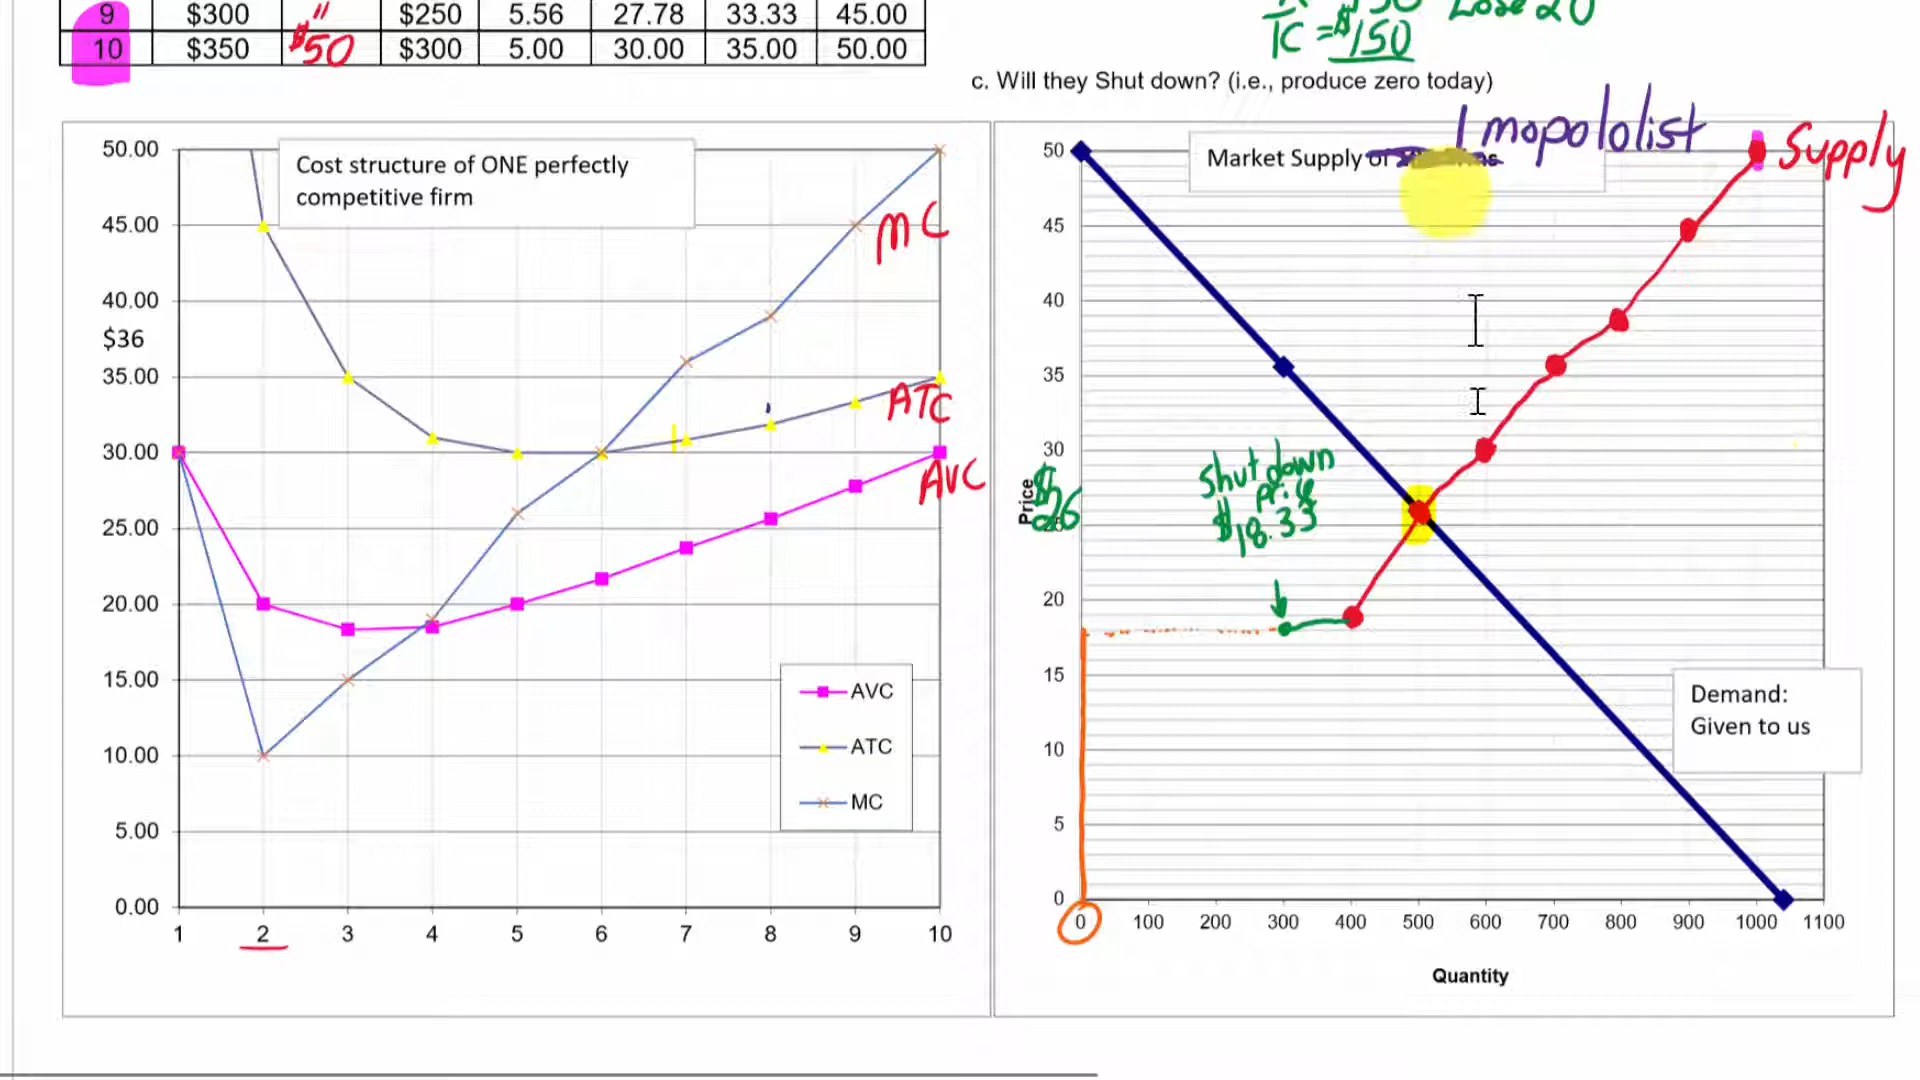 9 $300 " $250 5.56 27.78 33.33 45.00
10 $350 $50 $300 5.00 30.00 35.00 50.00
Lose 20
TC = $150
c. Will they Shut down? (i.e., produce zero today)
Cost structure of ONE perfectly
competitive firm
50.00
45.00
40.00
$36
35.00
30.00
25.00
20.00
15.00
10.00
5.00
0.00
1 2 3 4 5 6 7 8 9 10
MC
ATC
AVC
AVC
ATC
MC
1 mopololist
Market Supply
Supply
50
45
40
35
30
25
20
15
10
5
0
Price
$26
Shut down
price
$18.33
Demand:
Given to us
0 100 200 300 400 500 600 700 800 900 1000 1100
Quantity